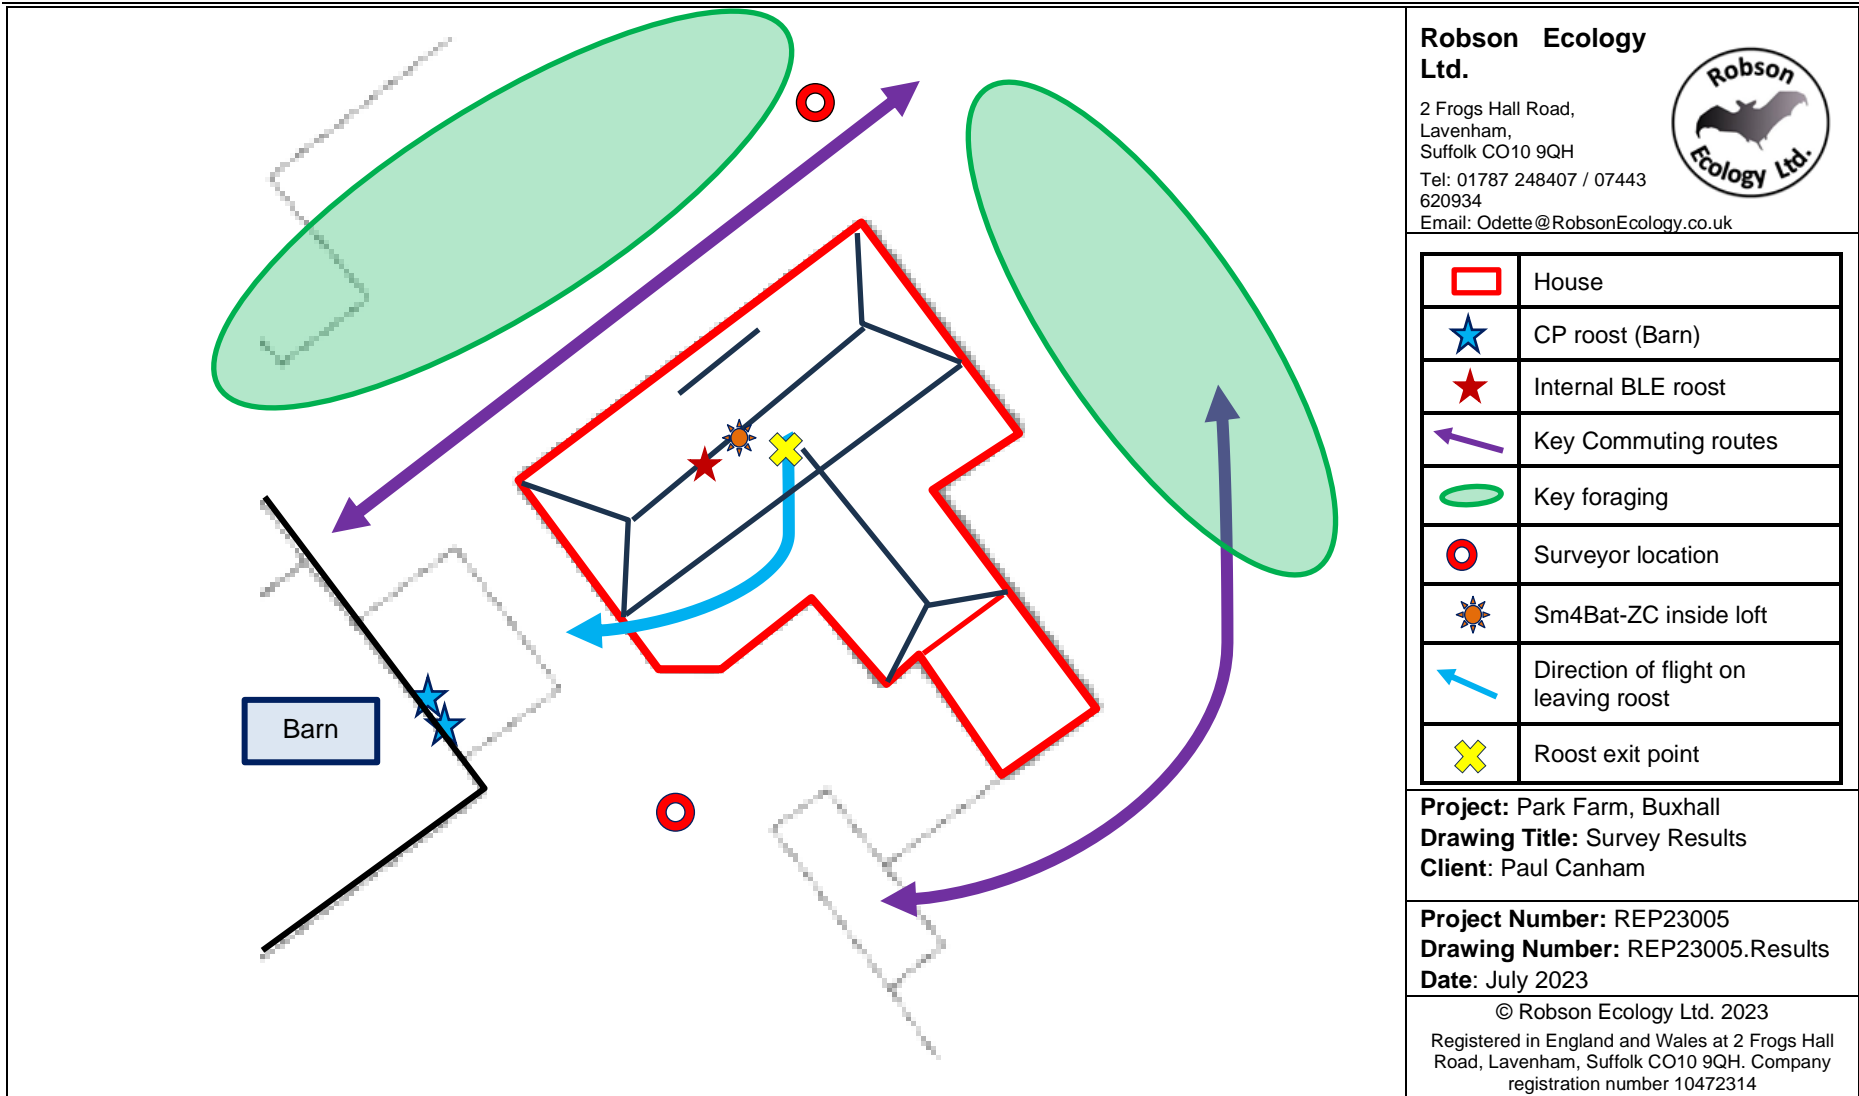 Robson Ecology
Ltd.
2 Frogs Hall Road,
Lavenham,
Suffolk CO10 9QH
Tel: 01787 248407 / 07443
620934
Email: Odette@RobsonEcology.co.uk
Robson
Ecology Ltd.
House
CP roost (Barn)
Internal BLE roost
Key Commuting routes
Key foraging
Surveyor location
Sm4Bat-ZC inside loft
Direction of flight on
leaving roost
Roost exit point
Barn
Project: Park Farm, Buxhall
Drawing Title: Survey Results
Client: Paul Canham
Project Number: REP23005
Drawing Number: REP23005.Results
Date: July 2023
© Robson Ecology Ltd. 2023
Registered in England and Wales at 2 Frogs Hall
Road, Lavenham, Suffolk CO10 9QH. Company
registration number 10472314